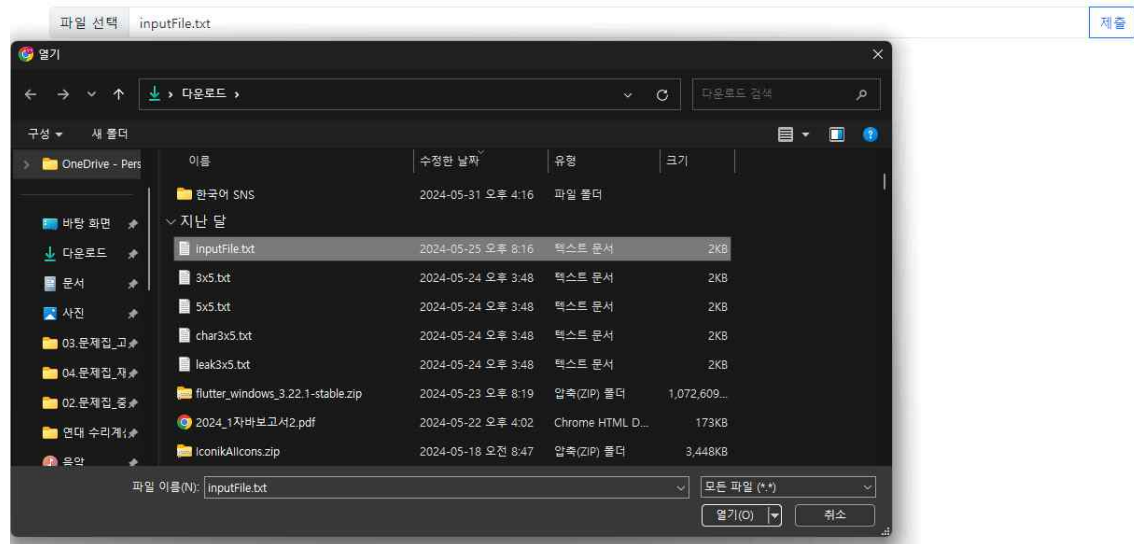 파일 선택 inputFile.txt 제출
열기
다운로드 다운로드 검색
구성 새 폴더
이름 수정한 날짜 유형 크기
OneDrive - Pers
한국어 SNS 2024-05-31 오후 4:16 파일 폴더
바탕 화면 지난 달
inputFile.txt 2024-05-25 오후 8:16 텍스트 문서 2KB
다운로드
3x5.txt 2024-05-24 오후 3:48 텍스트 문서 2KB
문서
5x5.txt 2024-05-24 오후 3:48 텍스트 문서 2KB
사진
char3x5.txt 2024-05-24 오후 3:48 텍스트 문서 2KB
03.문제집_고
leak3x5.txt 2024-05-24 오후 3:48 텍스트 문서 2KB
04.문제집_재
flutter_windows_3.22.1-stable.zip 2024-05-23 오후 8:19 압축(ZIP) 폴더 1,072,609...
02.문제집_중
2024_1자바보고서2.pdf 2024-05-22 오후 4:02 Chrome HTML D... 173KB
연대 수리계산
IconikAllcons.zip 2024-05-18 오전 8:47 압축(ZIP) 폴더 3,448KB
음악
파일 이름(N): inputFile.txt 모든 파일 (*.*)
열기(O) 취소